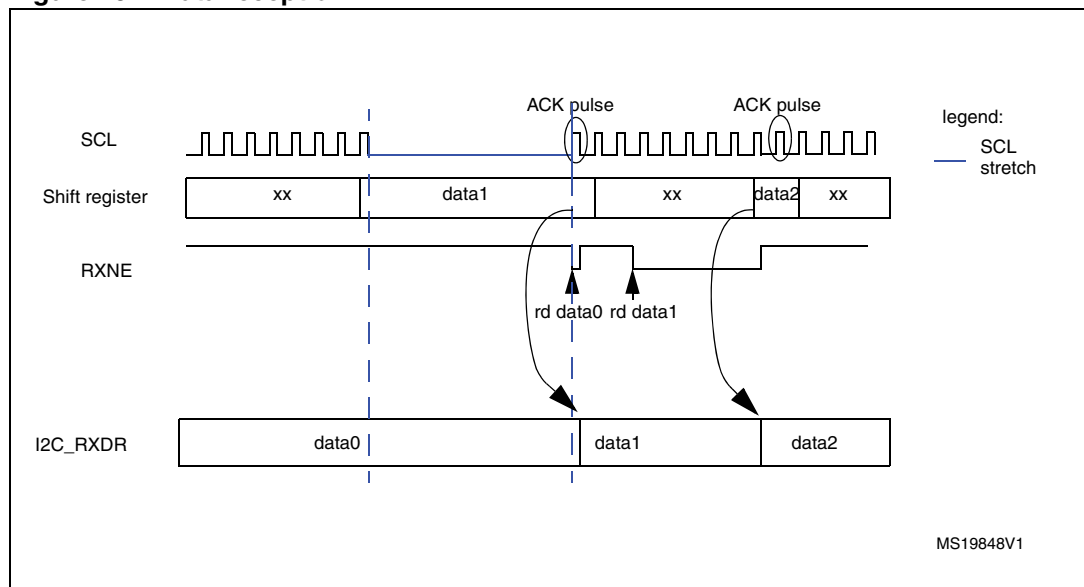 ACK pulse ACK pulse
legend:
SCL
SCL
stretch
Shift register xx data1 xx data2 xx
RXNE
rd data0 rd data1
I2C_RXDR data0 data1 data2
MS19848V1